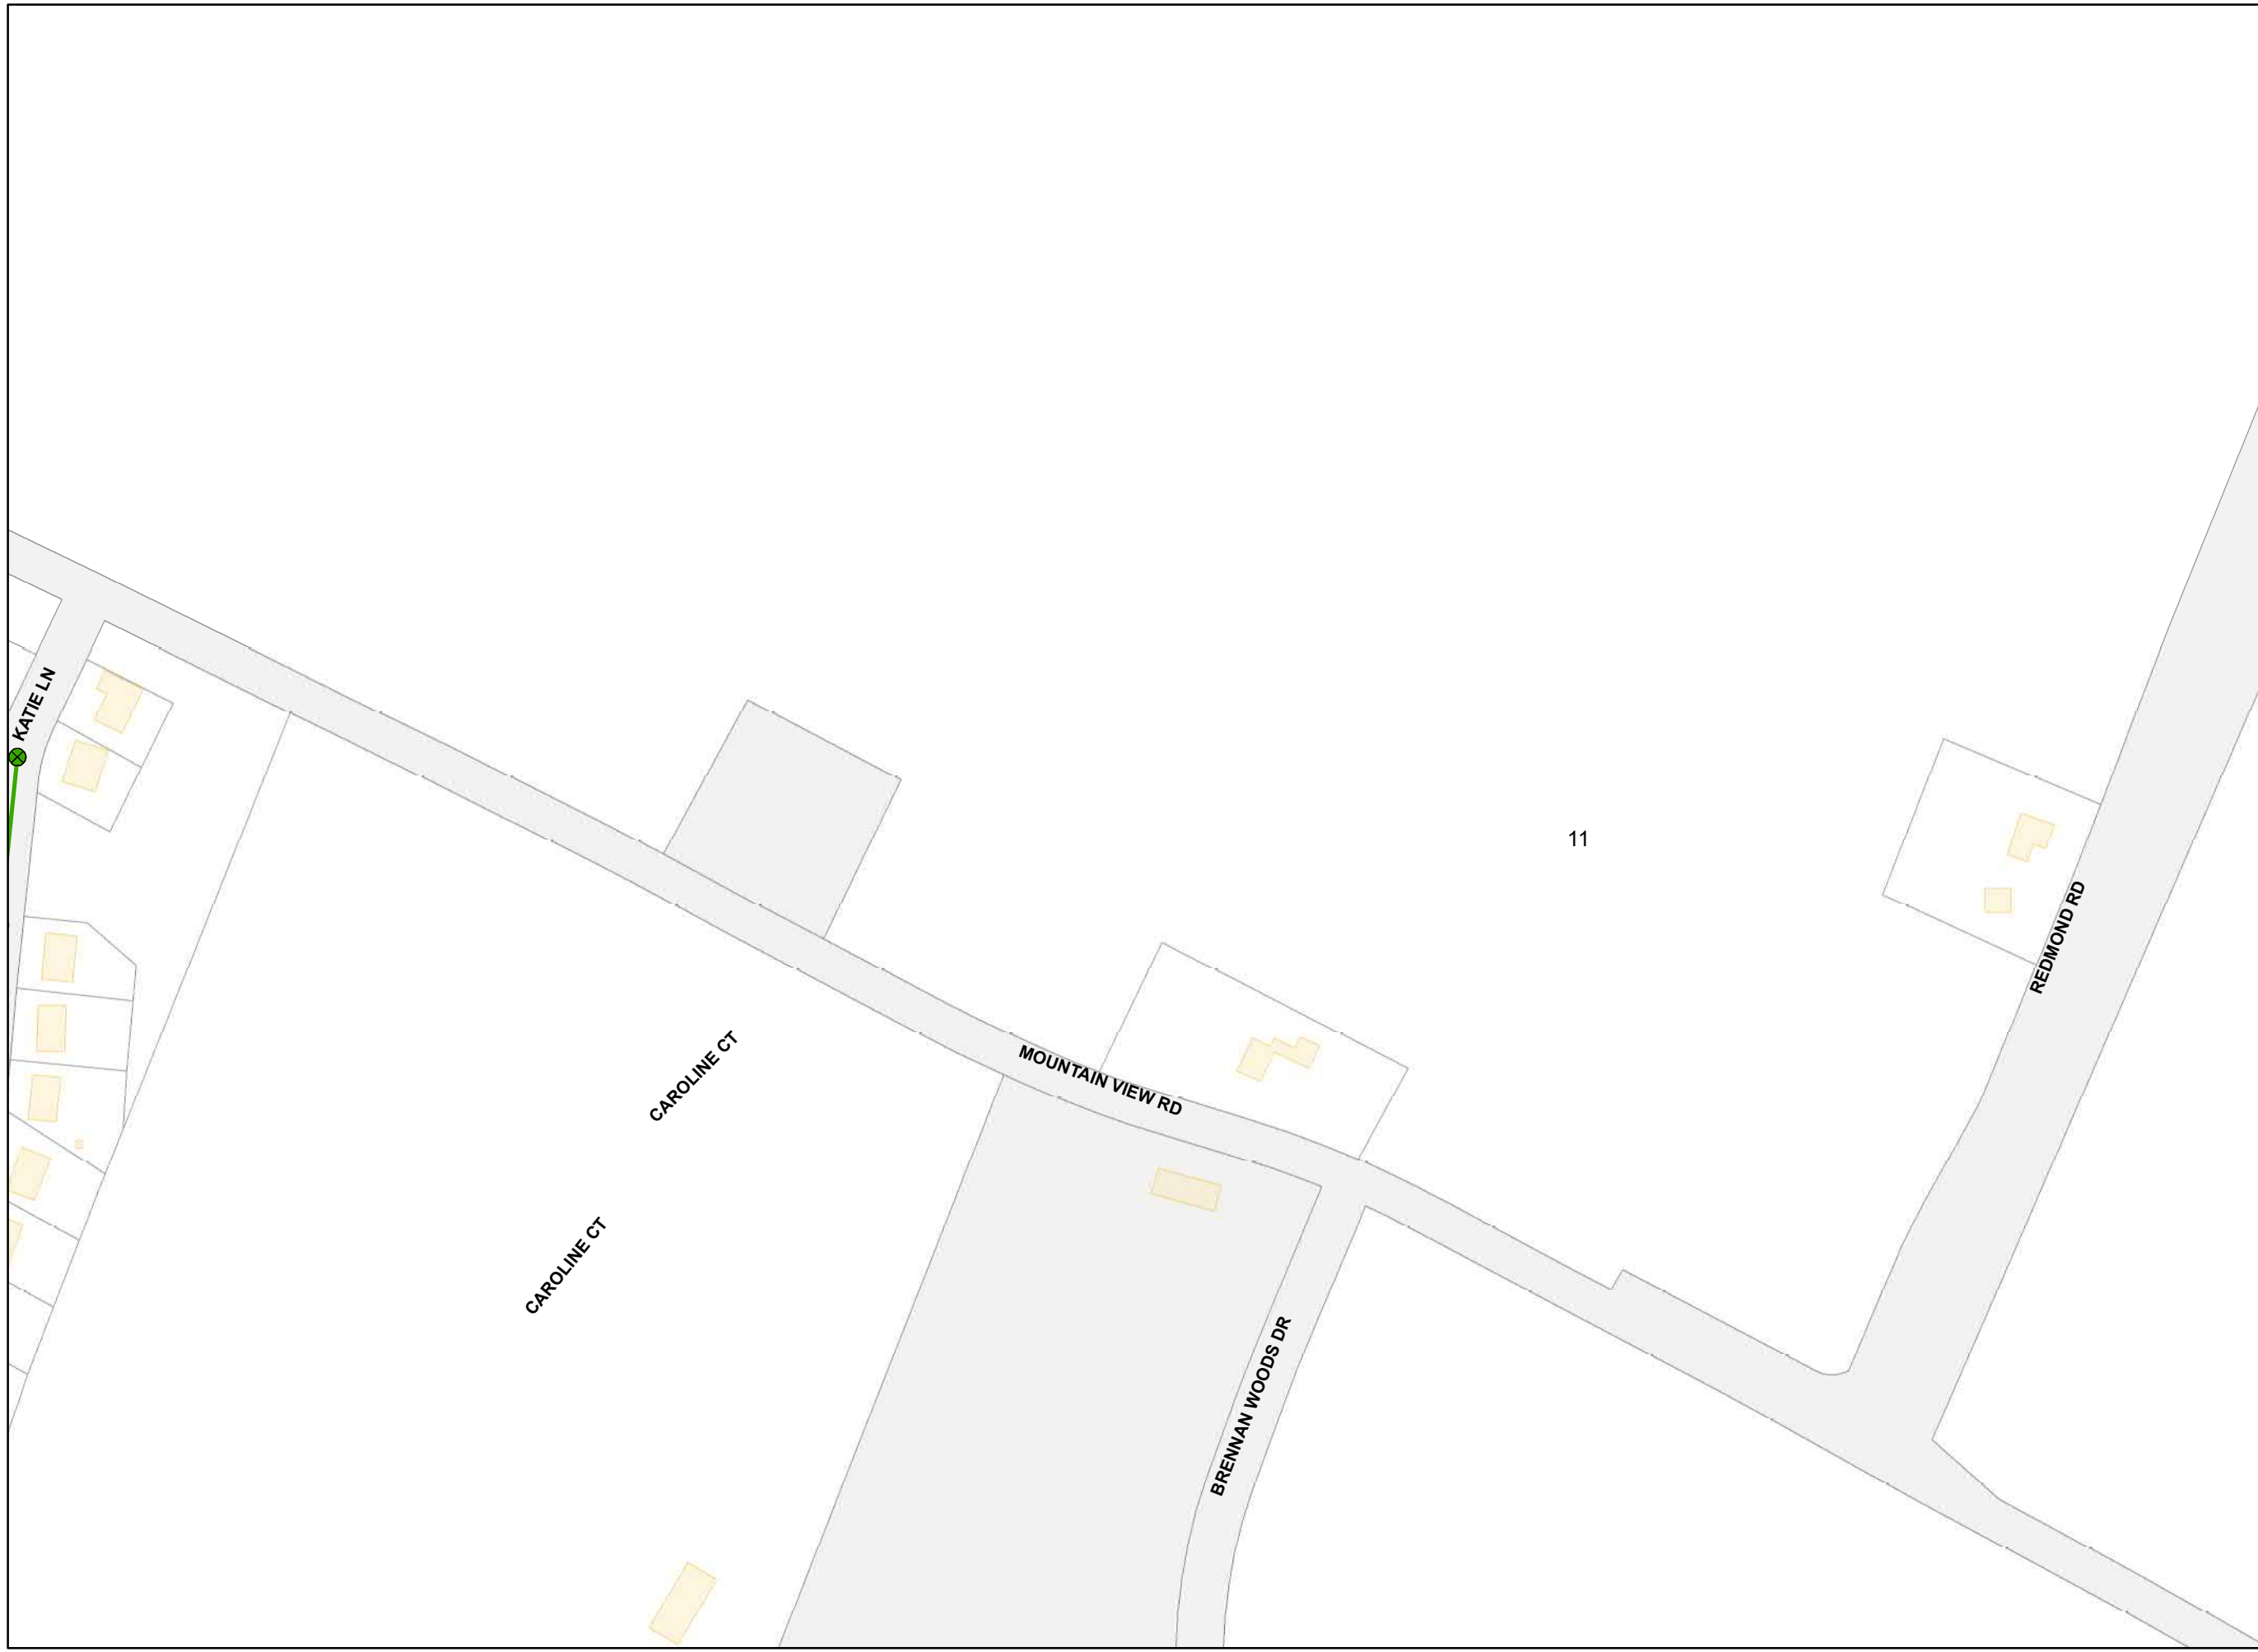 KATIE LN
11
REDMOND RD
CAROLINE CT
MOUNTAIN VIEW RD
CAROLINE CT
BRENNAN WOODS DR